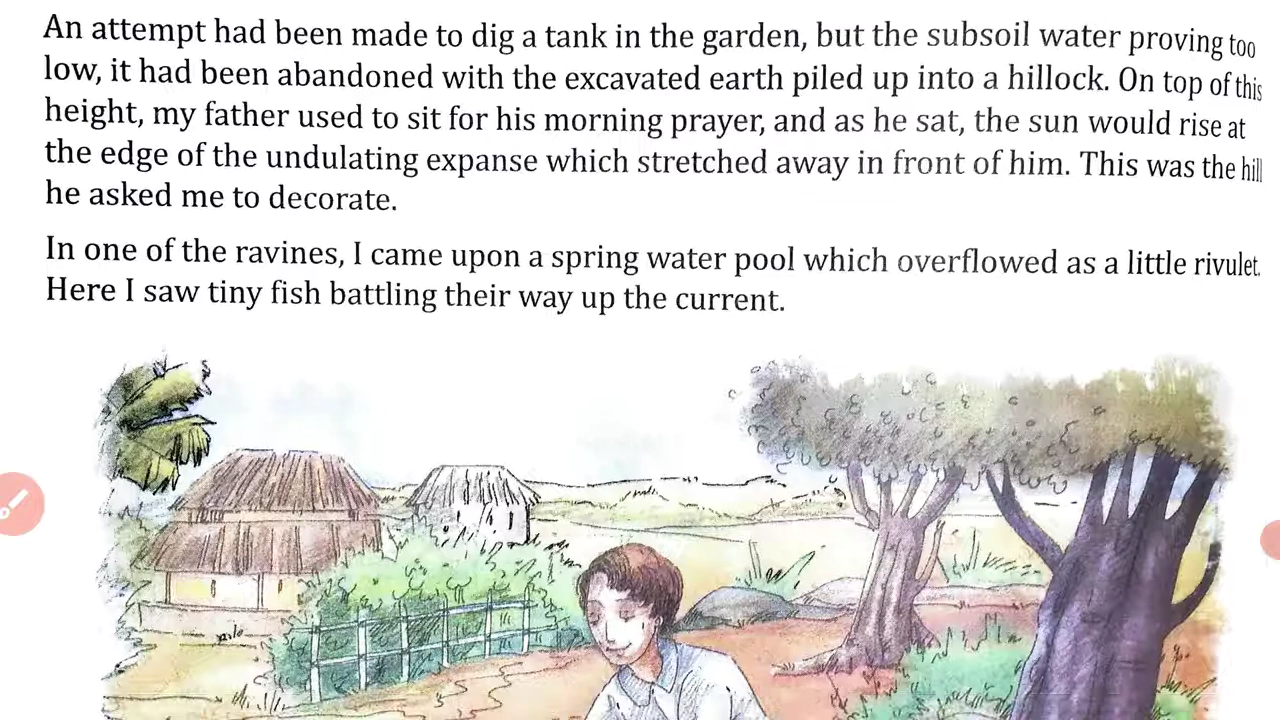 An attempt had been made to dig a tank in the garden, but the subsoil water proving too
low, it had been abandoned with the excavated earth piled up into a hillock. On top of this
height, my father used to sit for his morning prayer, and as he sat, the sun would rise at
the edge of the undulating expanse which stretched away in front of him. This was the hill
he asked me to decorate.
In one of the ravines, I came upon a spring water pool which overflowed as a little rivulet.
Here I saw tiny fish battling their way up the current.